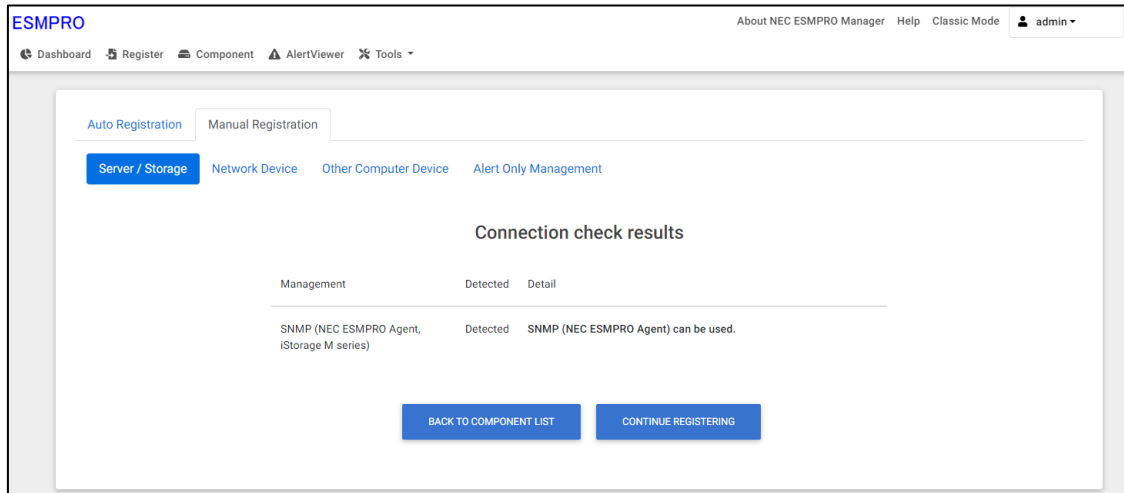 ESMPRO
About NEC ESMPRO Manager Help Classic Mode admin
Dashboard Register Component AlertViewer Tools
Auto Registration Manual Registration
Server / Storage Network Device Other Computer Device Alert Only Management
Connection check results
Management Detected Detail
SNMP (NEC ESMPRO Agent, Detected SNMP (NEC ESMPRO Agent) can be used.
iStorage M series)
BACK TO COMPONENT LIST CONTINUE REGISTERING